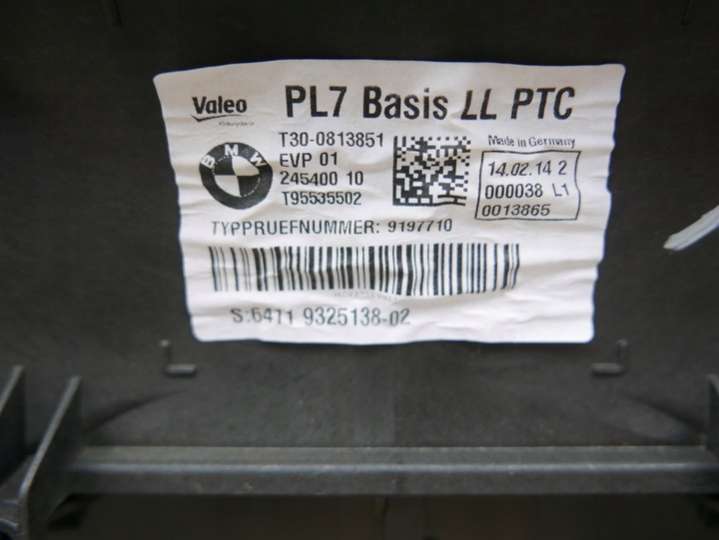 Valeo
PL7 Basis LL PTC
BMW
T30-0813851
EVP 01
245400 10
T95535502
Made in Germany
14.02.14 2
000038 L1
0013865
TYPPRUEFNUMMER: 9197710
S:6411 9325138-02